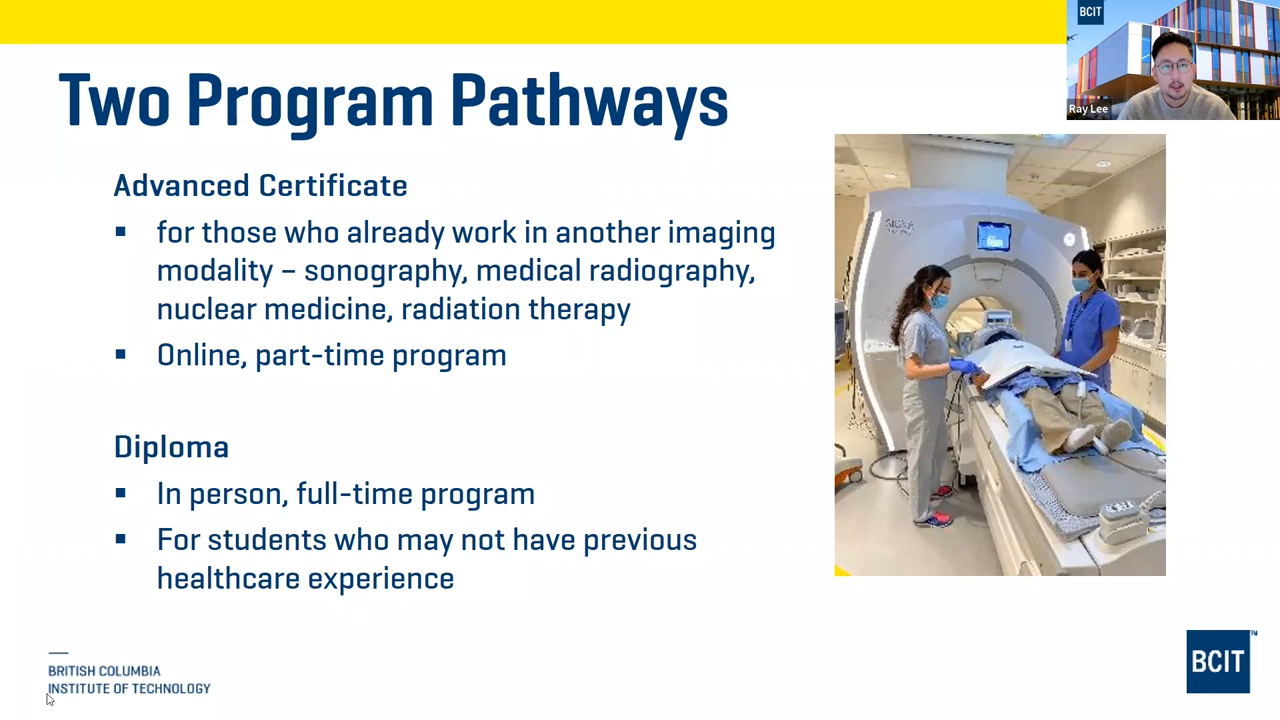 BCIT
Ray Lee
Two Program Pathways
Advanced Certificate
▪ for those who already work in another imaging
modality – sonography, medical radiography,
nuclear medicine, radiation therapy
▪ Online, part-time program
Diploma
▪ In person, full-time program
▪ For students who may not have previous
healthcare experience
SIGNA
BRITISH COLUMBIA
INSTITUTE OF TECHNOLOGY
BCIT™